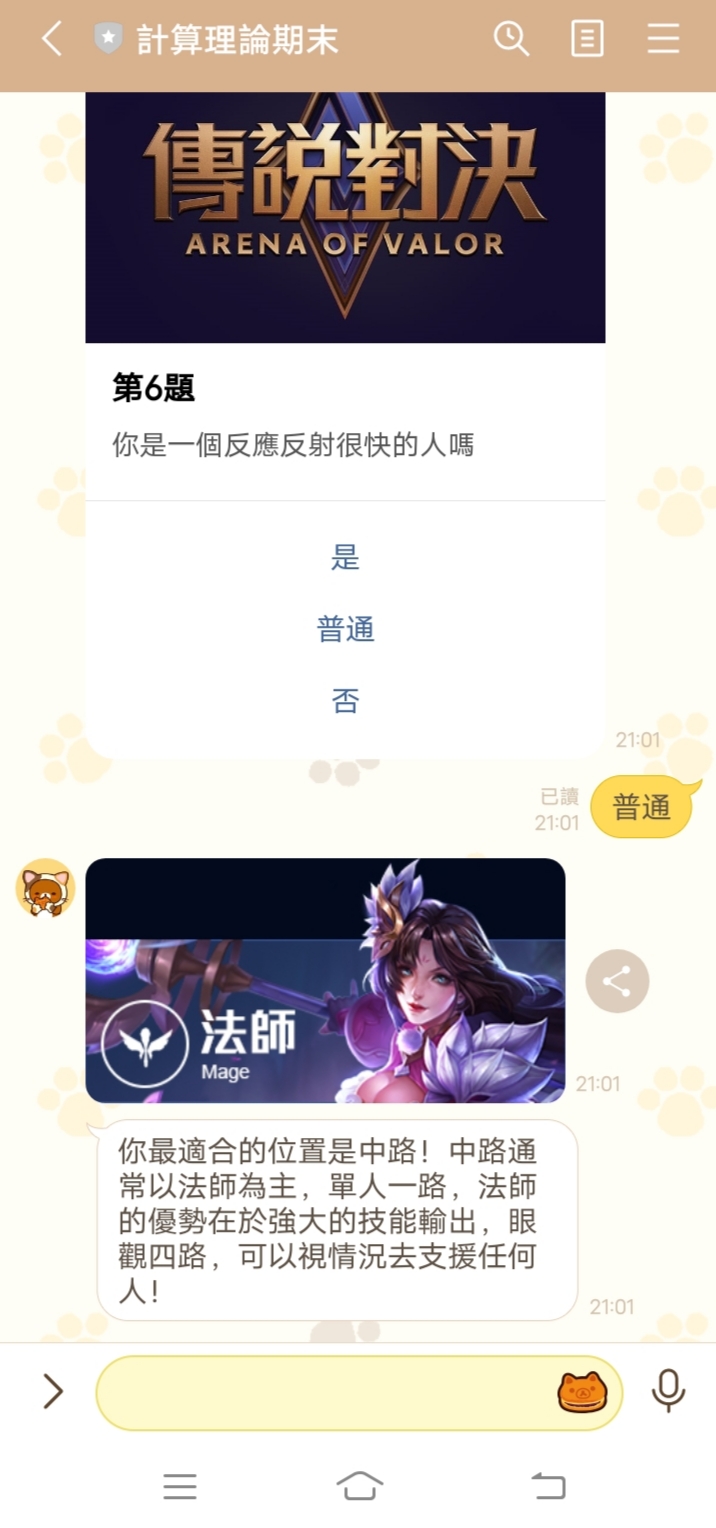 計算理論期末
傳說對決
ARENA OF VALOR
第6題
你是一個反應反射很快的人嗎
是
普通
否
21:01
已讀
21:01
普通
法師
Mage
21:01
你最適合的位置是中路！中路通
常以法師為主，單人一路，法師
的優勢在於強大的技能輸出，眼
觀四路，可以視情況去支援任何
人！
21:01